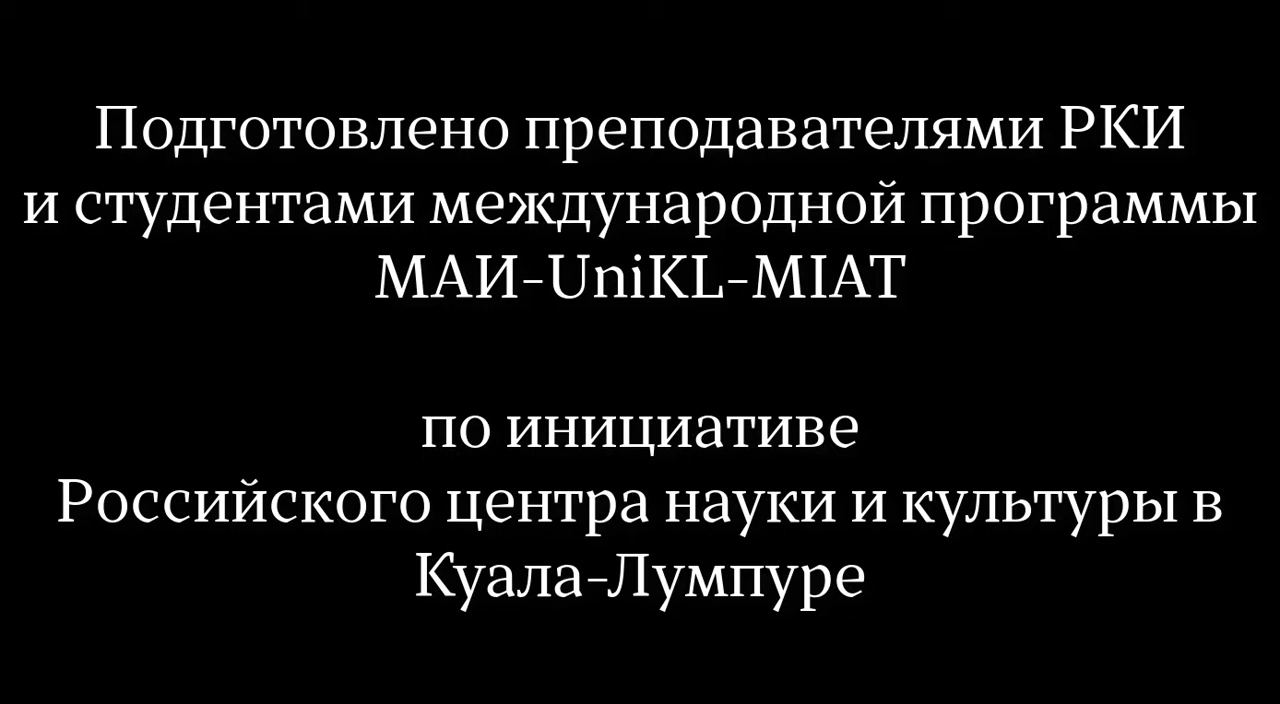 Подготовлено преподавателями РКИ
и студентами международной программы
МАИ-UniKL-MIAT
по инициативе
Российского центра науки и культуры в
Куала-Лумпуре